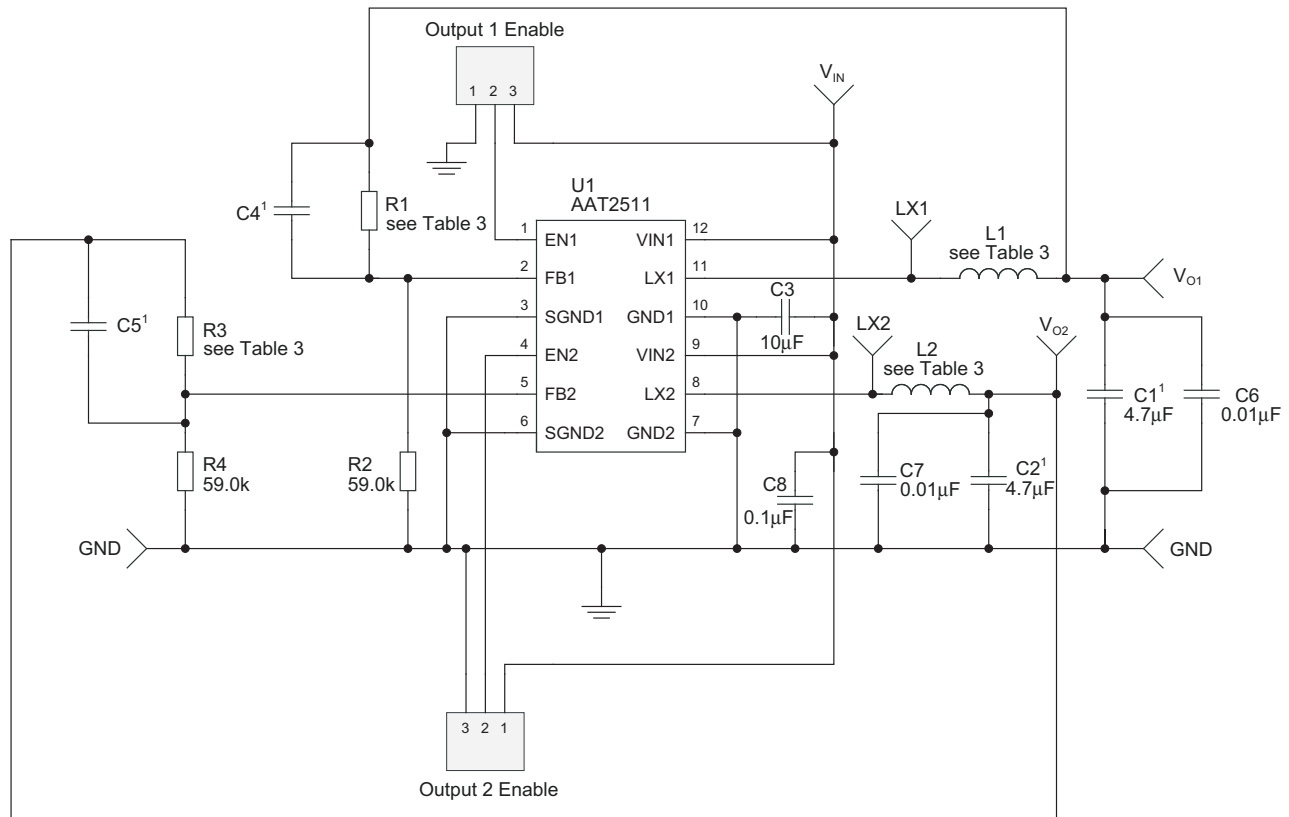 Output 1 Enable
1 2 3
V_IN
U1
AAT2511
C4¹
R1
see Table 3
1 EN1 VIN1 12
2 FB1 LX1 11
3 SGND1 GND1 10
4 EN2 VIN2 9
5 FB2 LX2 8
6 SGND2 GND2 7
LX1
L1
see Table 3
V_O1
C3
10µF
LX2
L2
see Table 3
V_O2
C5¹
R3
see Table 3
C1¹
4.7µF
C6
0.01µF
R4
59.0k
R2
59.0k
C8
0.1µF
C7
0.01µF
C2¹
4.7µF
GND
GND
3 2 1
Output 2 Enable